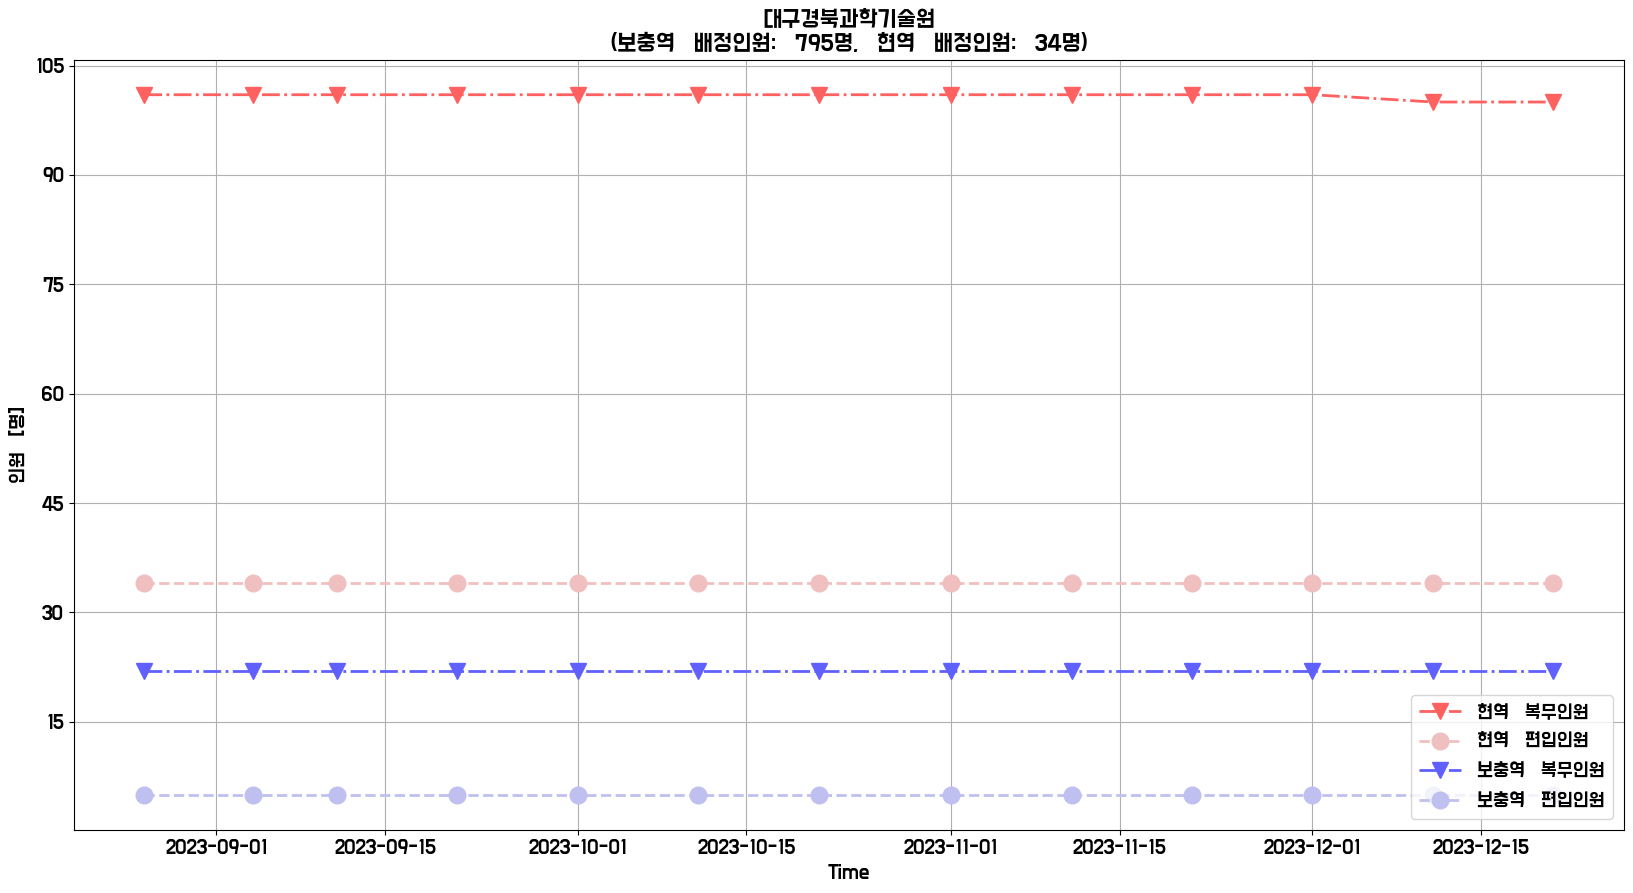 대구경북과학기술원
(보충역 배정인원: 795명, 현역 배정인원: 34명)
105
90
75
60
45
30
15
인원 [명]
현역 복무인원
현역 편입인원
보충역 복무인원
보충역 편입인원
2023-09-01 2023-09-15 2023-10-01 2023-10-15 2023-11-01 2023-11-15 2023-12-01 2023-12-15
Time